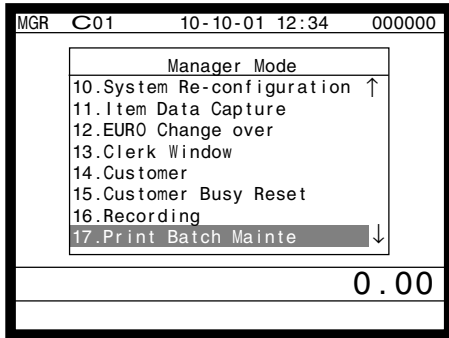 MGR C01 10-10-01 12:34 000000
Manager Mode
10.System Re-configuration ↑
11.Item Data Capture
12.EURO Change over
13.Clerk Window
14.Customer
15.Customer Busy Reset
16.Recording
17.Print Batch Mainte ↓
0.00